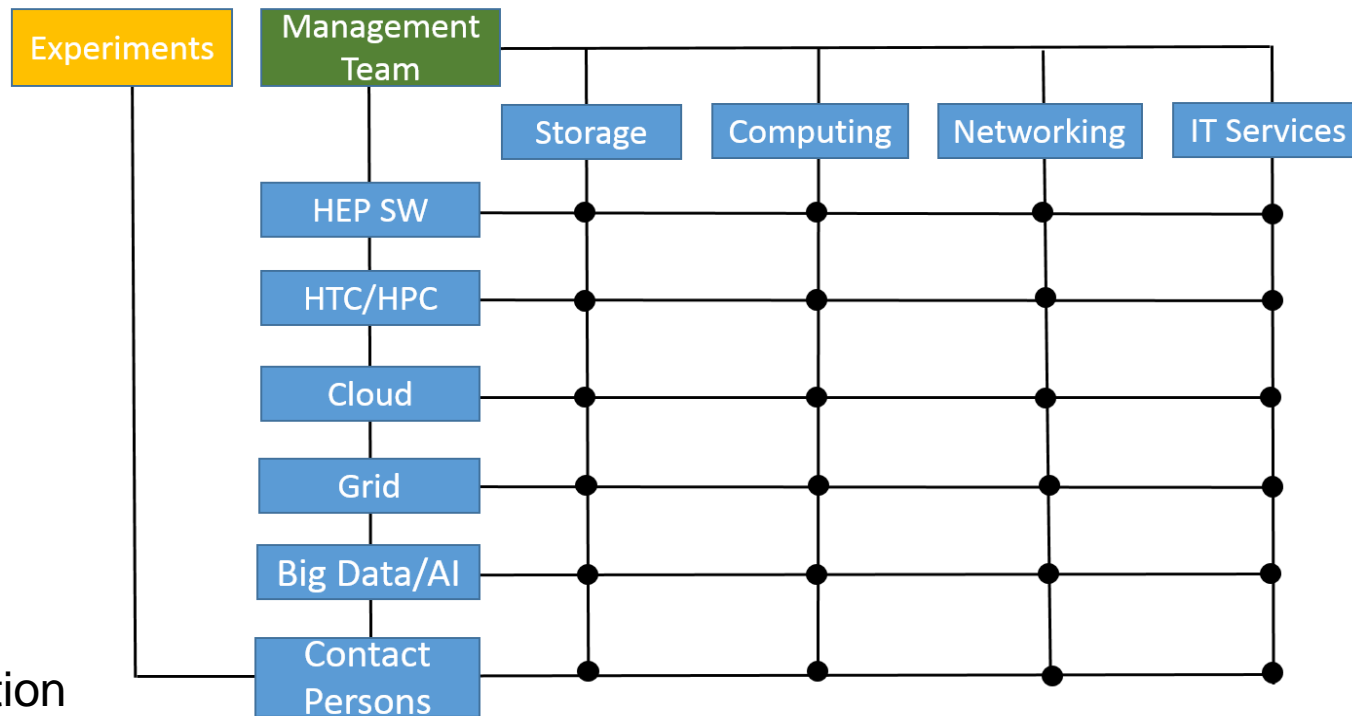 Experiments
Management
Team
Storage
Computing
Networking
IT Services
HEP SW
HTC/HPC
Cloud
Grid
Big Data/AI
Contact
Persons